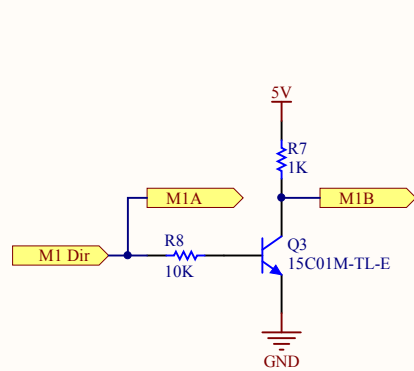 5V
R7
1K
M1A
M1B
R8
Q3
M1 Dir
15C01M-TL-E
10K
GND